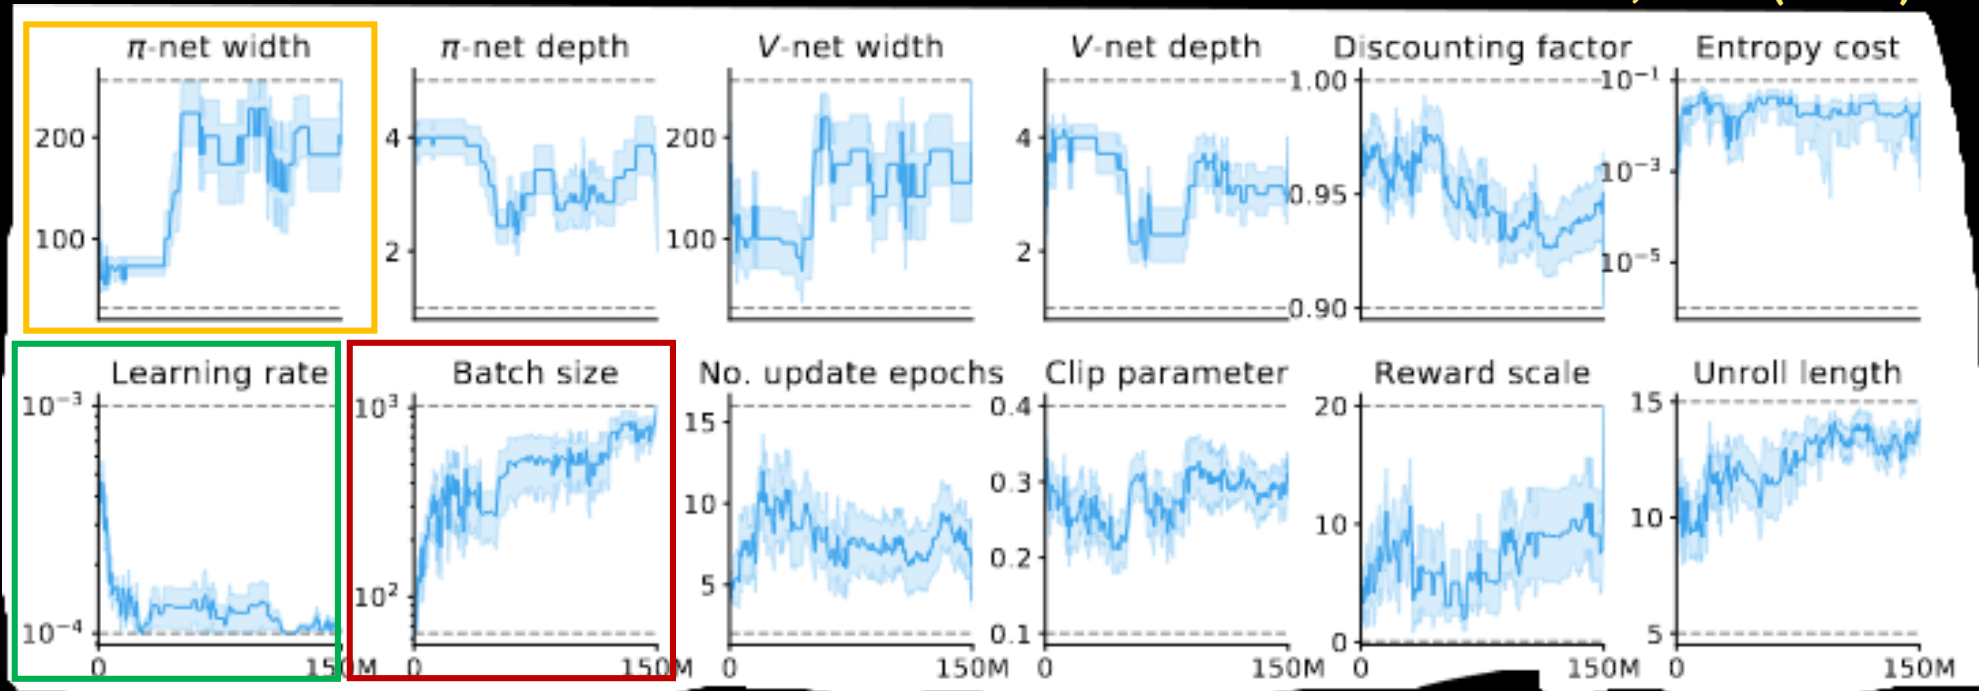 π-net width π-net depth V-net width V-net depth Discounting factor Entropy cost
200 4 200 4 1.00 10⁻¹
100 2 100 2 0.95 10⁻³
0.90 10⁻⁵
Learning rate Batch size No. update epochs Clip parameter Reward scale Unroll length
10⁻³ 10³ 15 0.4 20 15
10 0.3 10 10
10² 5 0.2
10⁻⁴ 0.1 0 5
0 150M 0 150M 0 150M 0 150M 0 150M 0 150M